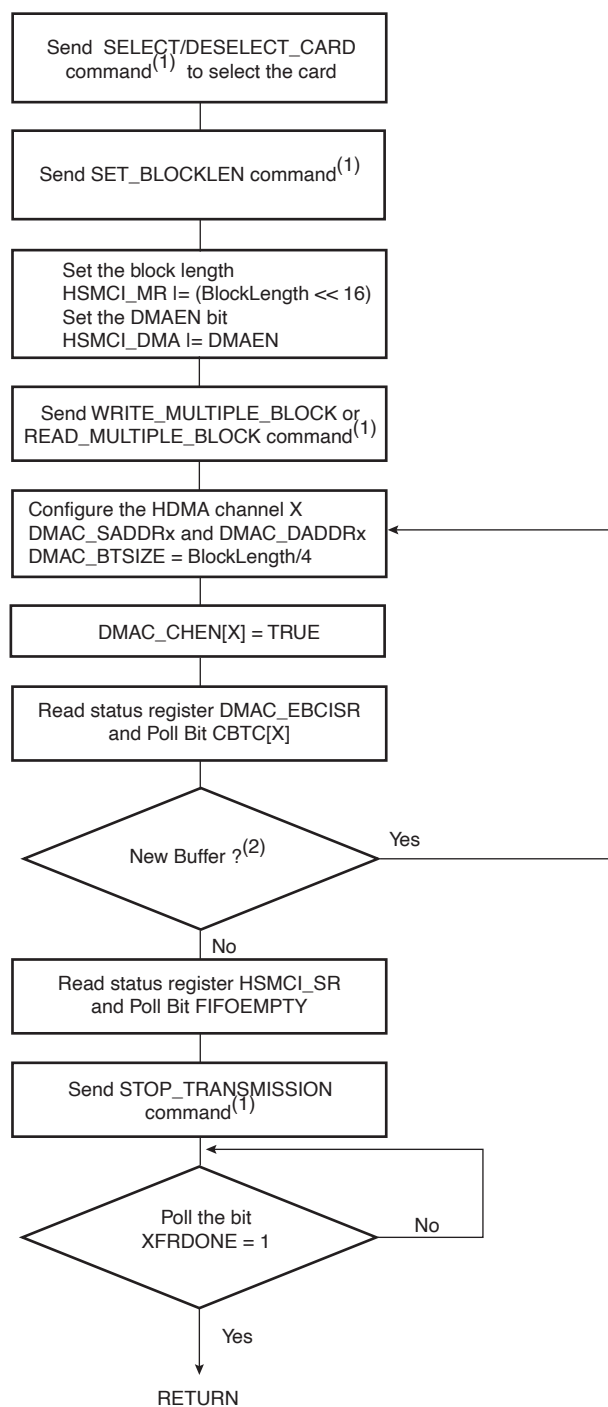 Send SELECT/DESELECT_CARD
command(1) to select the card
Send SET_BLOCKLEN command(1)
Set the block length
HSMCI_MR |= (BlockLength << 16)
Set the DMAEN bit
HSMCI_DMA |= DMAEN
Send WRITE_MULTIPLE_BLOCK or
READ_MULTIPLE_BLOCK command(1)
Configure the HDMA channel X
DMAC_SADDRx and DMAC_DADDRx
DMAC_BTSIZE = BlockLength/4
DMAC_CHEN[X] = TRUE
Read status register DMAC_EBCISR
and Poll Bit CBTC[X]
New Buffer ?(2)
Yes
No
Read status register HSMCI_SR
and Poll Bit FIFOEMPTY
Send STOP_TRANSMISSION
command(1)
Poll the bit
XFRDONE = 1
No
Yes
RETURN